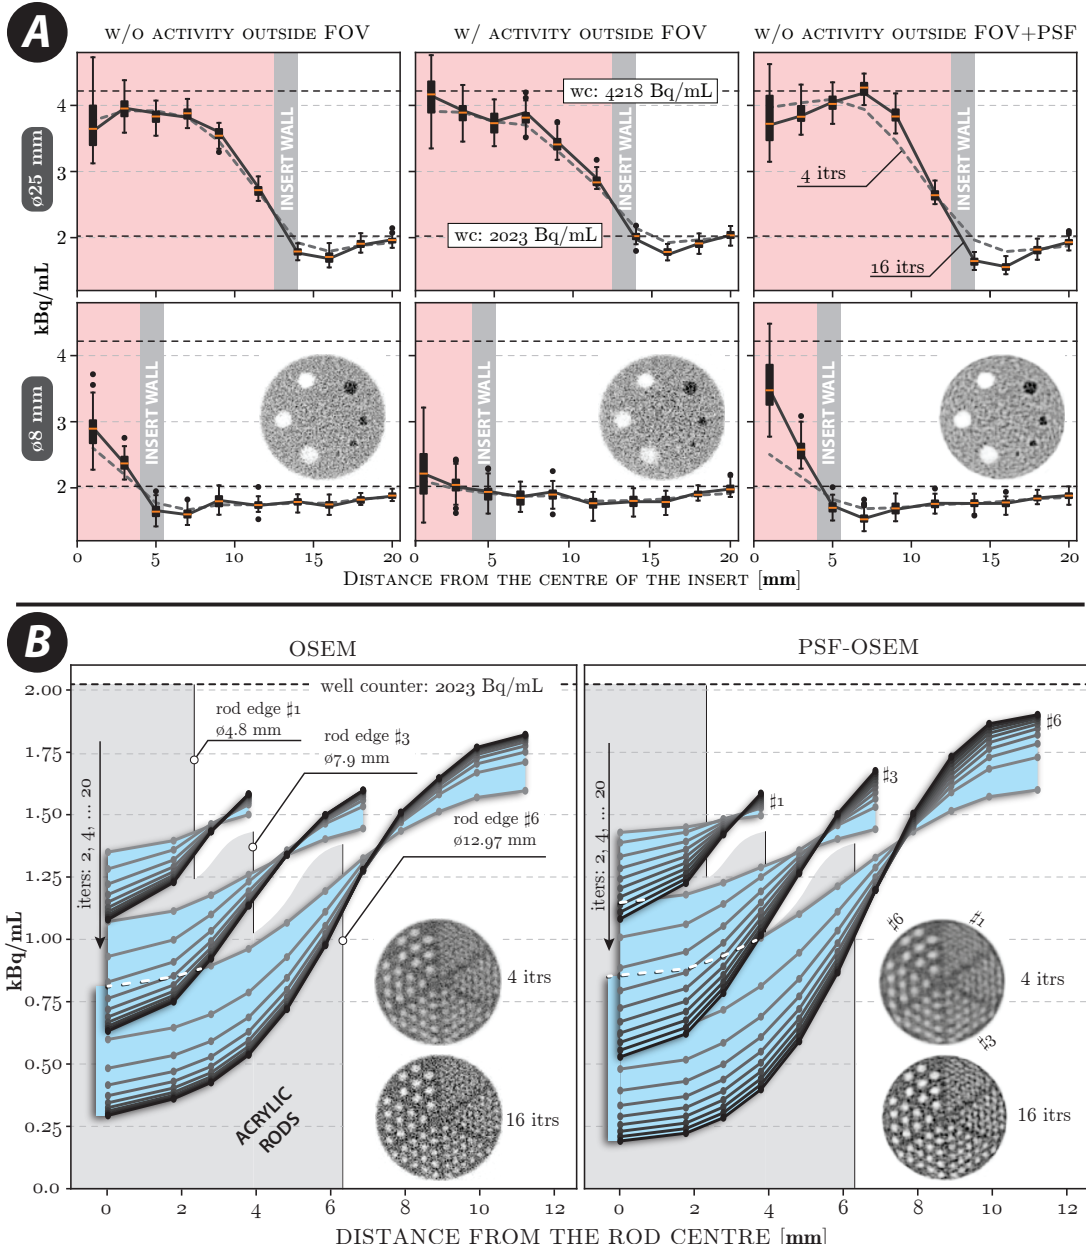 A
W/O ACTIVITY OUTSIDE FOV
W/ ACTIVITY OUTSIDE FOV
W/O ACTIVITY OUTSIDE FOV+PSF
ø25 mm
ø8 mm
kBq/mL
4
3
2
INSERT WALL
wc: 4218 Bq/mL
wc: 2023 Bq/mL
INSERT WALL
4 itrs
16 itrs
INSERT WALL
4
3
2
INSERT WALL
INSERT WALL
INSERT WALL
0 5 10 15 20
0 5 10 15 20
0 5 10 15 20
DISTANCE FROM THE CENTRE OF THE INSERT [mm]
B
OSEM
PSF-OSEM
kBq/mL
2.00
1.75
1.50
1.25
1.00
0.75
0.50
0.25
0.0
well counter: 2023 Bq/mL
rod edge ♯1
ø4.8 mm
rod edge ♯3
ø7.9 mm
rod edge ♯6
ø12.97 mm
iters: 2, 4, ... 20
ACRYLIC
RODS
4 itrs
16 itrs
iters: 2, 4, ... 20
♯1
♯3
♯6
♯6
♯1
♯3
4 itrs
16 itrs
0 2 4 6 8 10 12
0 2 4 6 8 10 12
DISTANCE FROM THE ROD CENTRE [mm]